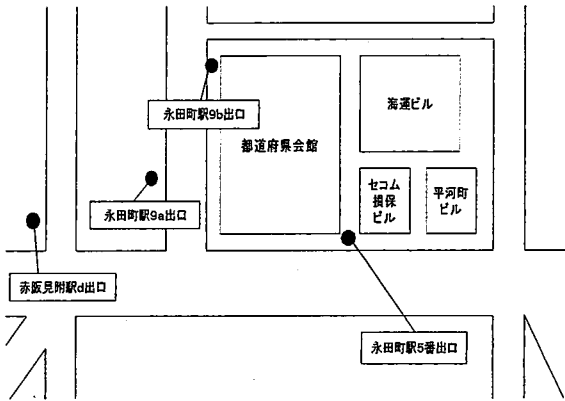 永田町駅9b出口
都道府県会館
海運ビル
セコム
損保
ビル
平河町
ビル
永田町駅9a出口
赤阪見附駅d出口
永田町駅5番出口